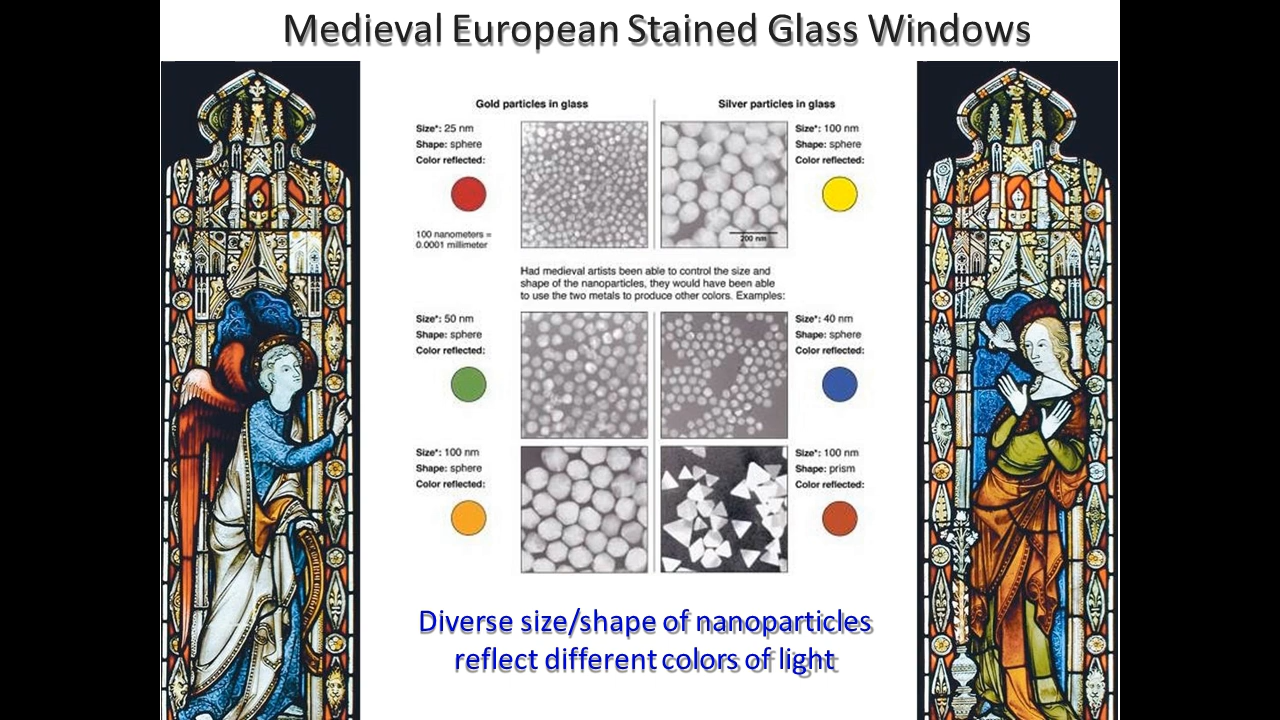 Medieval European Stained Glass Windows
Gold particles in glass
Silver particles in glass
Size*: 25 nm
Shape: sphere
Color reflected:
Size*: 100 nm
Shape: sphere
Color reflected:
100 nanometers =
0.0001 millimeter
200 nm
Had medieval artists been able to control the size and
shape of the nanoparticles, they would have been able
to use the two metals to produce other colors. Examples:
Size*: 50 nm
Shape: sphere
Color reflected:
Size*: 40 nm
Shape: sphere
Color reflected:
Size*: 100 nm
Shape: sphere
Color reflected:
Size*: 100 nm
Shape: prism
Color reflected:
Diverse size/shape of nanoparticles
reflect different colors of light